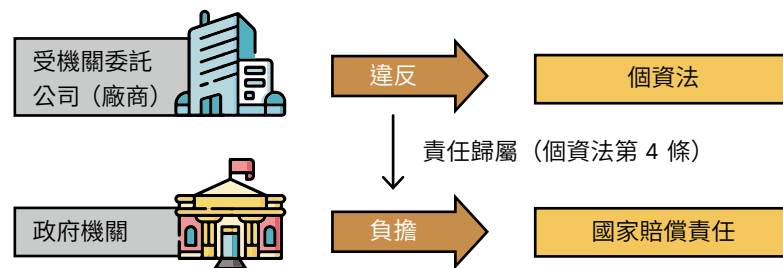 受機關委託
公司（廠商）
違反
個資法
責任歸屬（個資法第 4 條）
政府機關
負擔
國家賠償責任